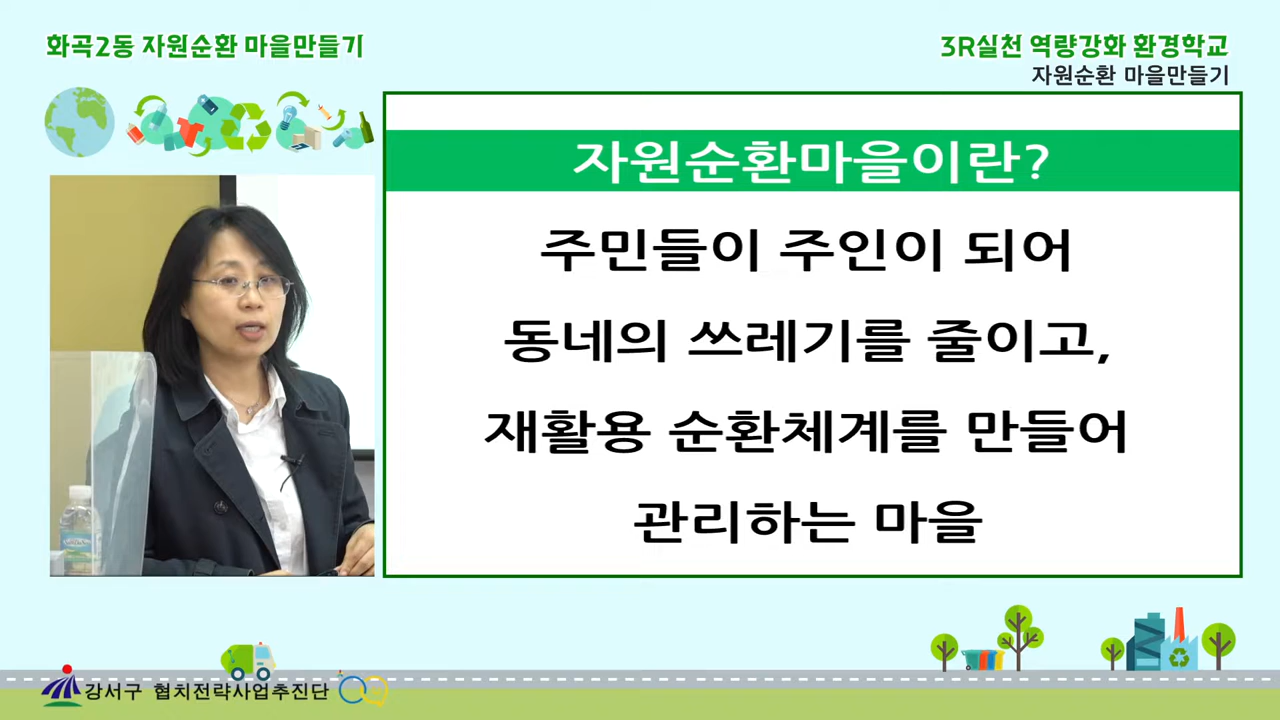 화곡2동 자원순환 마을만들기
3R실천 역량강화 환경학교
자원순환 마을만들기
자원순환마을이란?
주민들이 주인이 되어
동네의 쓰레기를 줄이고,
재활용 순환체계를 만들어
관리하는 마을
강서구 협치전략사업추진단